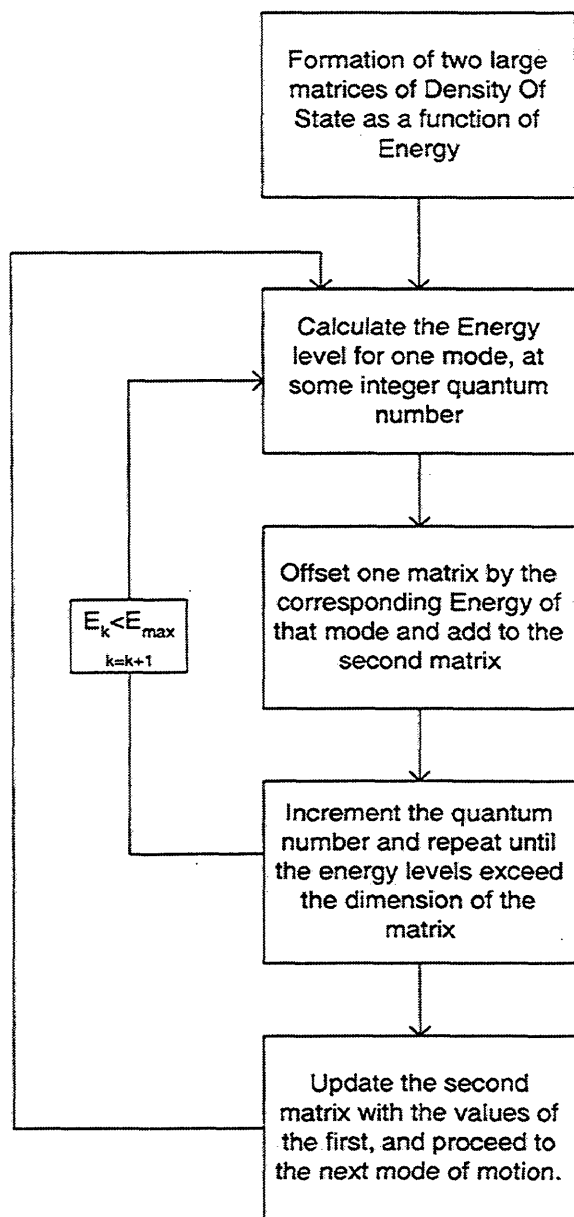 Formation of two large
matrices of Density Of
State as a function of
Energy
Calculate the Energy
level for one mode, at
some integer quantum
number
Offset one matrix by the
corresponding Energy of
that mode and add to the
second matrix
E_k<E_max
k=k+1
Increment the quantum
number and repeat until
the energy levels exceed
the dimension of the
matrix
Update the second
matrix with the values of
the first, and proceed to
the next mode of motion.